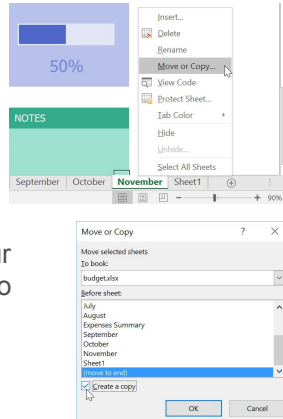 50%
NOTES
Insert...
Delete
Rename
Move or Copy...
View Code
Protect Sheet...
Tab Color
Hide
Unhide...
Select All Sheets
September October November Sheet1
90%
Move or Copy ?
Move selected sheets
To book:
budget.xlsx
Before sheet:
July
August
Expenses Summary
September
October
November
Sheet1
(move to end)
Create a copy
OK Cancel